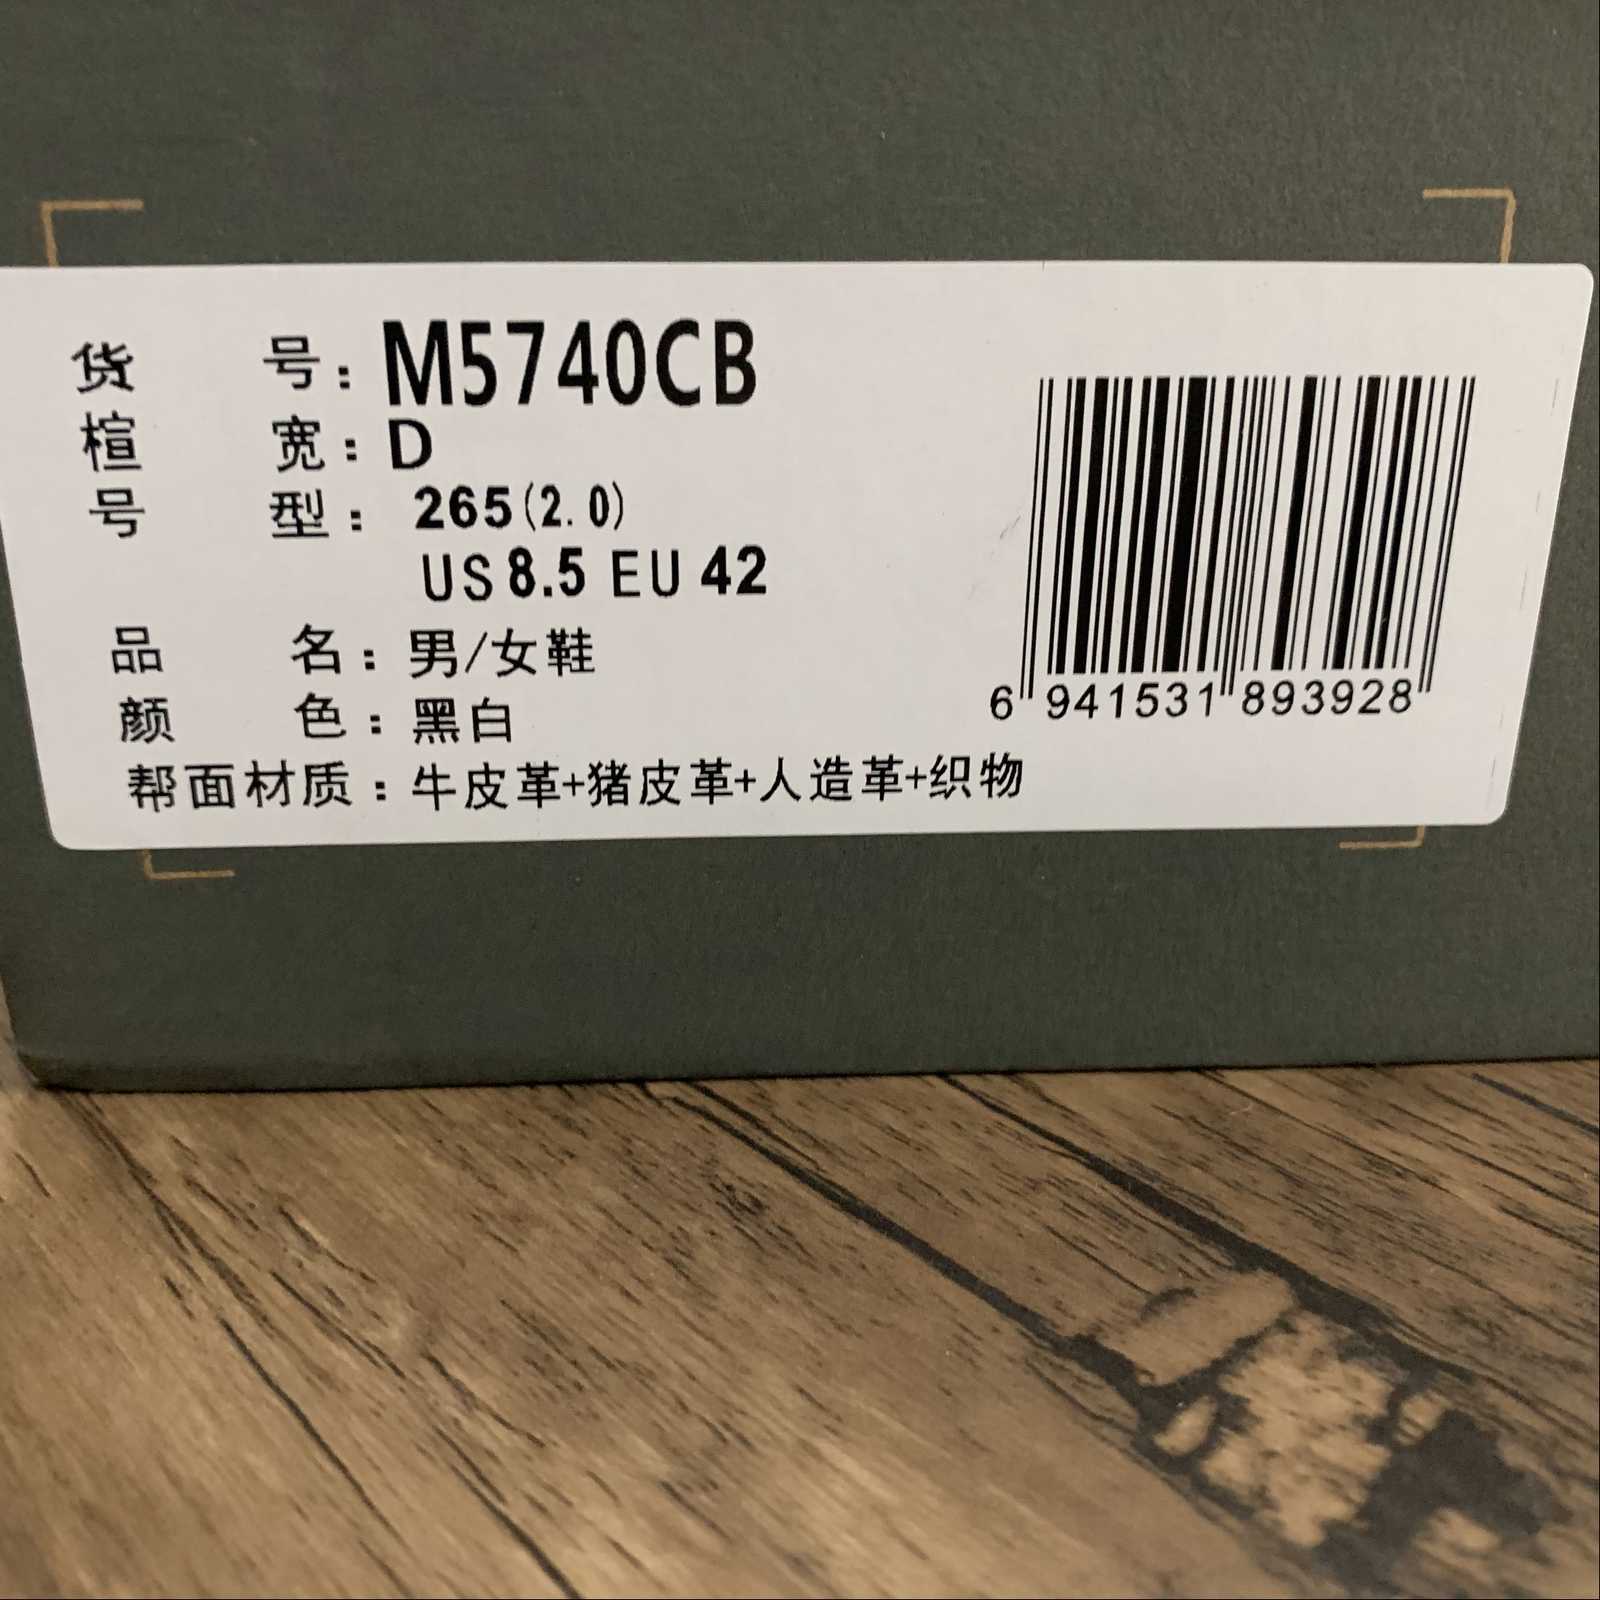 货 号：M5740CB
楦 宽：D
号 型：265(2.0)
US 8.5 EU 42
品 名：男/女鞋
颜 色：黑白
帮面材质：牛皮革+猪皮革+人造革+织物
6 941531 893928